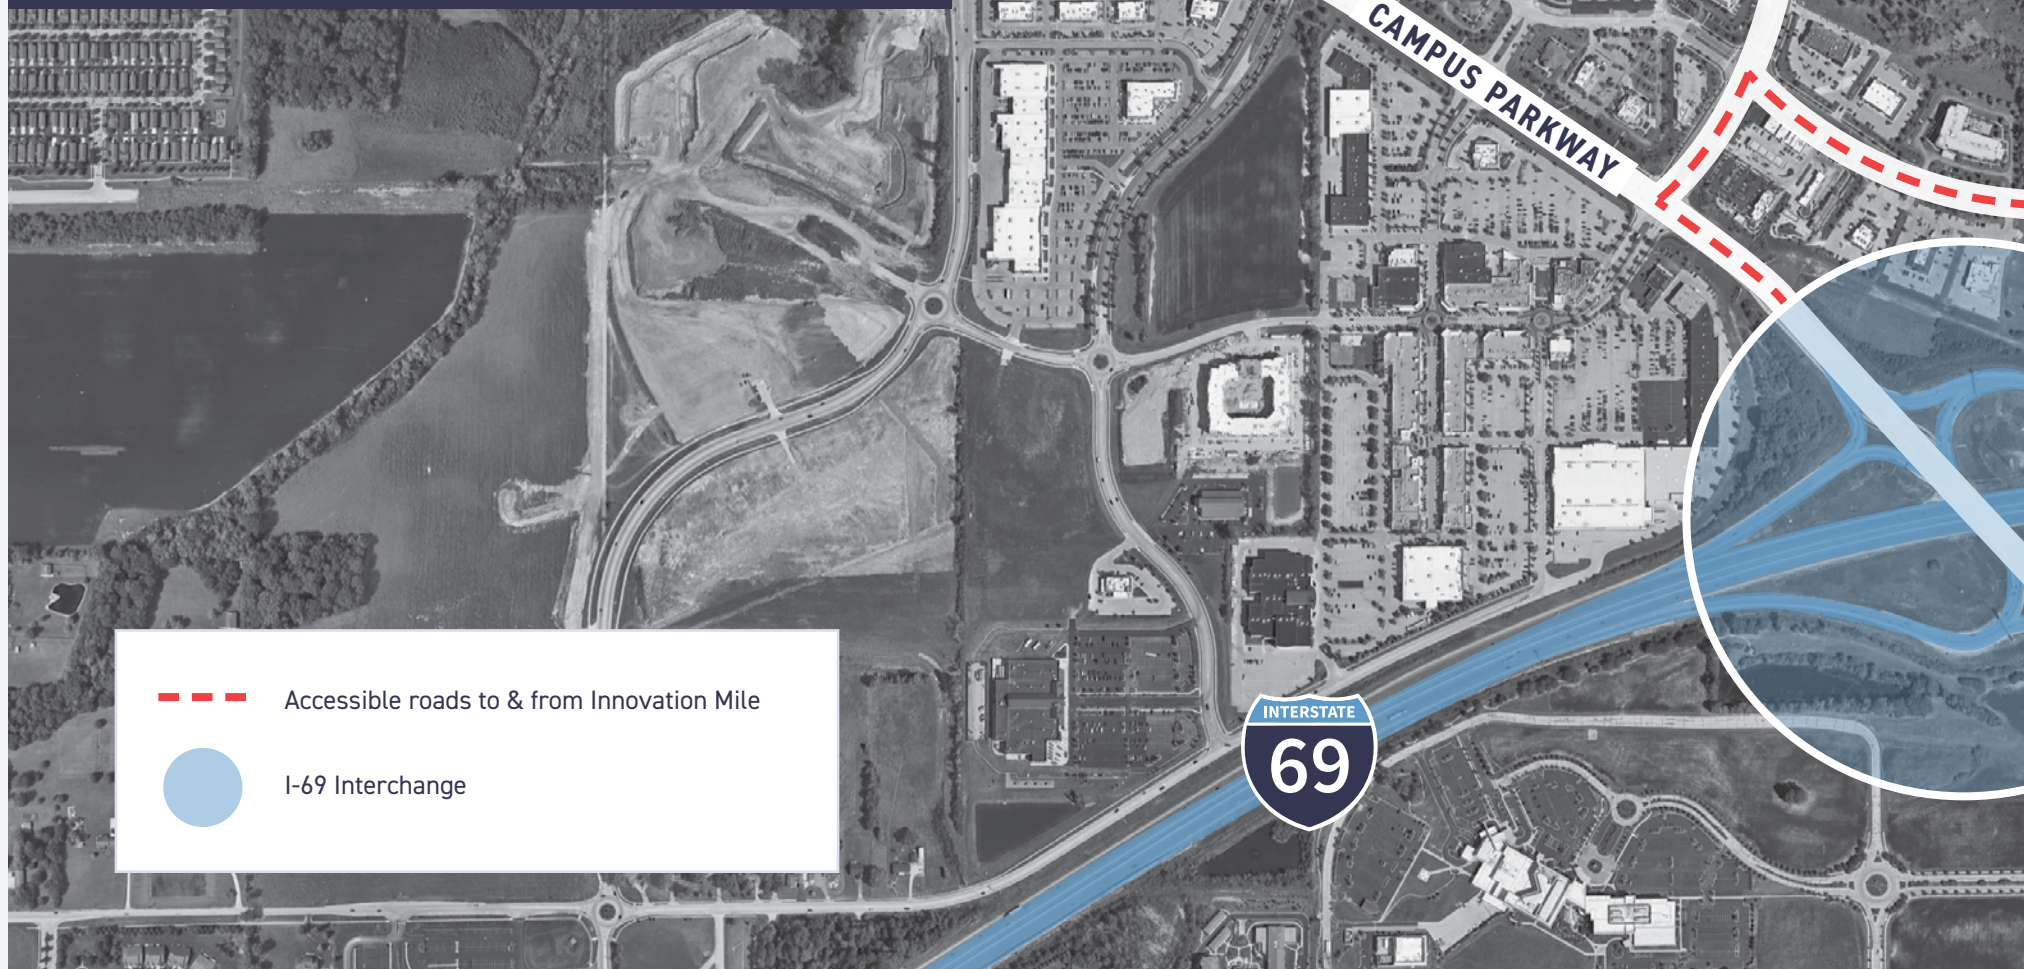 CAMPUS PARKWAY
Accessible roads to & from Innovation Mile
I-69 Interchange
INTERSTATE
69